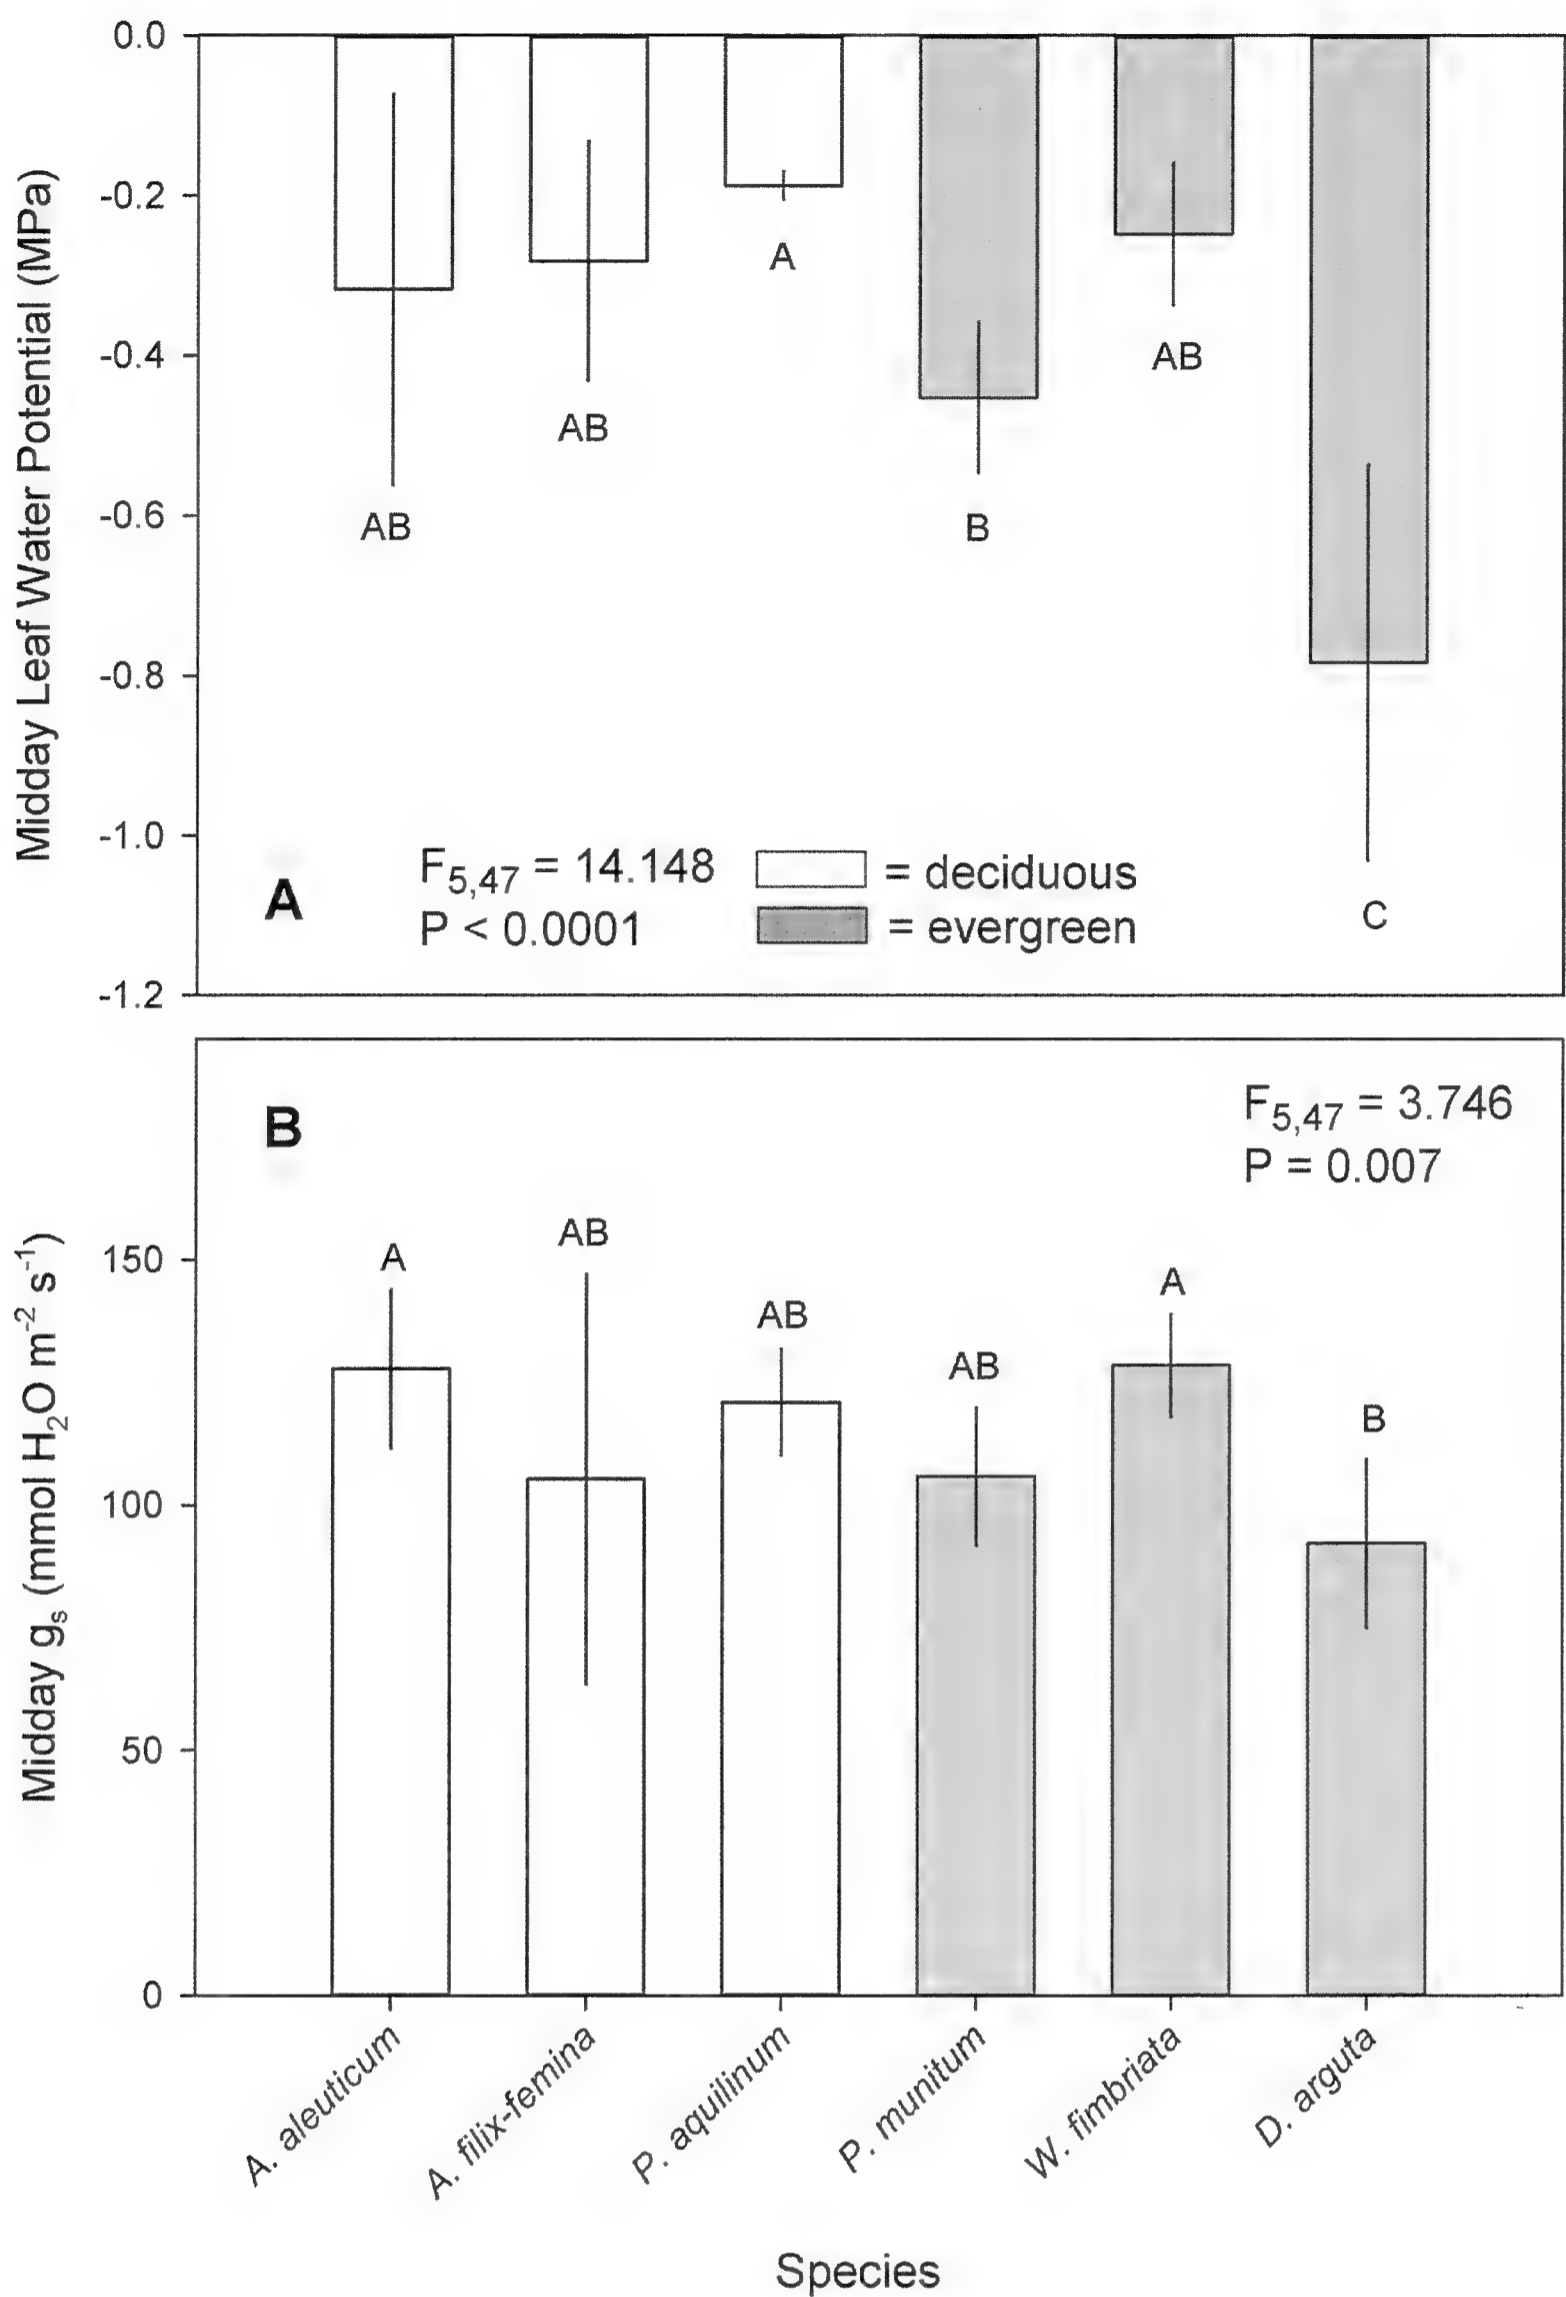 0.0
-0.2
-0.4
-0.6
-0.8
-1.0
-1.2
Midday Leaf Water Potential (MPa)
AB
AB
A
B
AB
C
A
F5,47 = 14.148
P < 0.0001
= deciduous
= evergreen
B
F5,47 = 3.746
P = 0.007
150
100
50
0
Midday gs (mmol H2O m-2 s-1)
A
AB
AB
AB
A
B
A. aleuticum
A. filix-femina
P. aquilinum
P. munitum
W. fimbriata
D. arguta
Species